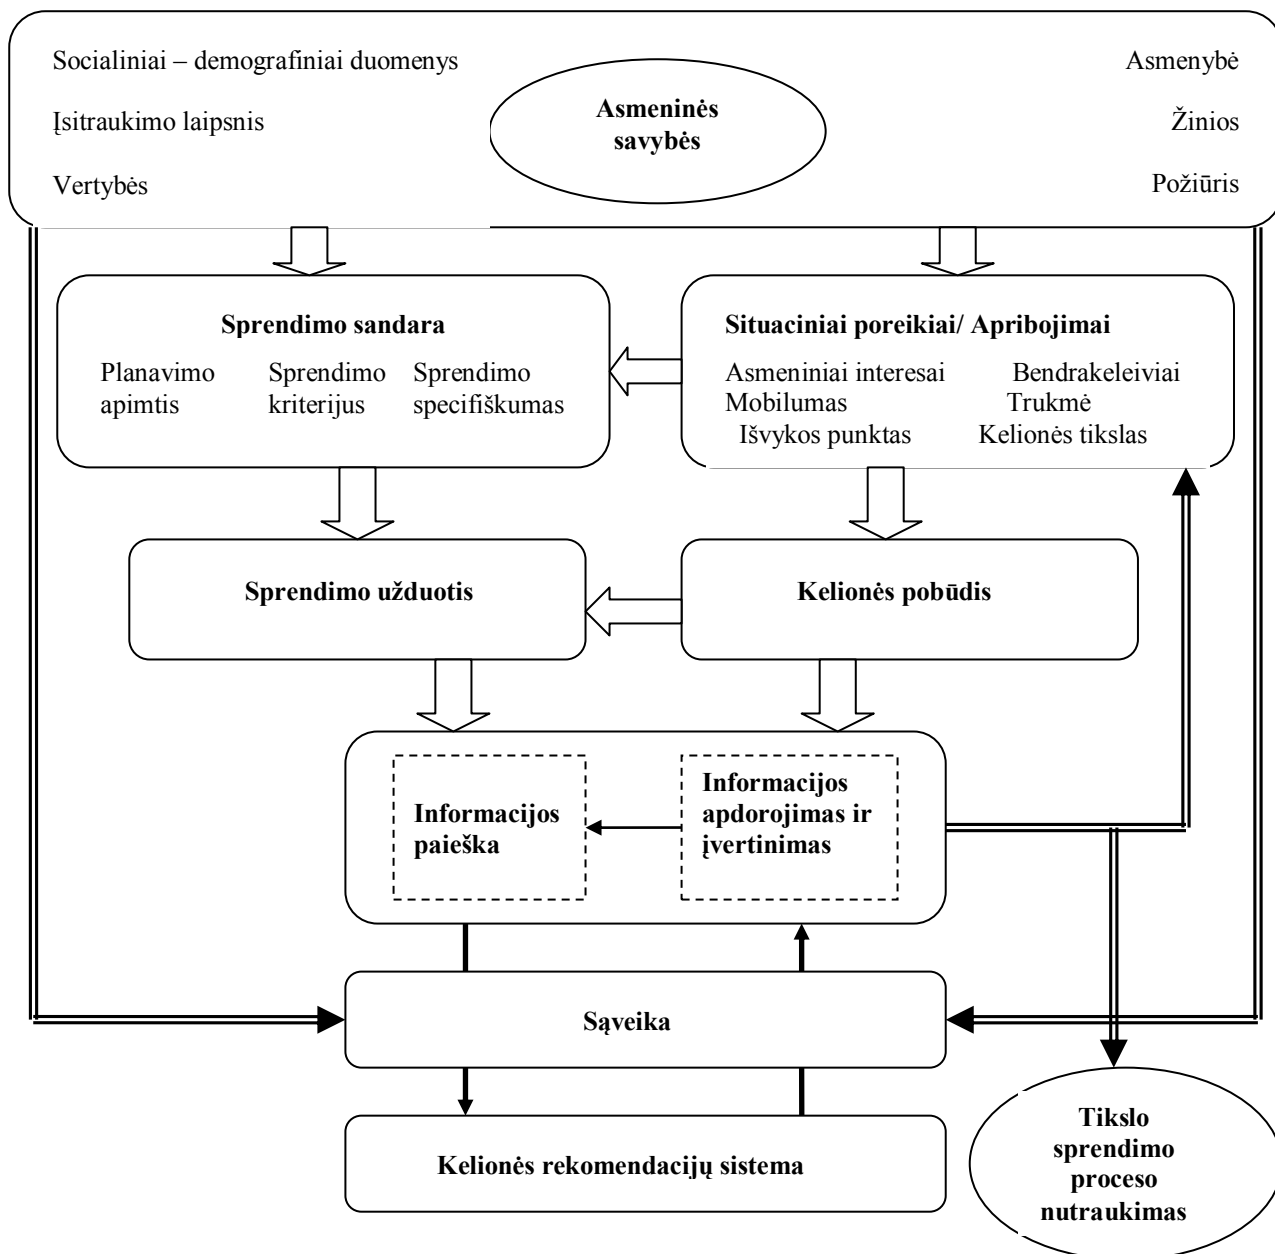 Socialiniai – demografiniai duomenys
Įsitraukimo laipsnis
Vertybės
Asmeninės
savybės
Asmenybė
Žinios
Požiūris
Sprendimo sandara
Planavimo
apimtis
Sprendimo
kriterijus
Sprendimo
specifiškumas
Situaciniai poreikiai/ Apribojimai
Asmeniniai interesai
Bendrakeleiviai
Mobilumas
Trukmė
Išvykos punktas
Kelionės tikslas
Sprendimo užduotis
Kelionės pobūdis
Informacijos
paieška
Informacijos
apdorojimas ir
įvertinimas
Sąveika
Kelionės rekomendacijų sistema
Tikslo
sprendimo
proceso
nutraukimas